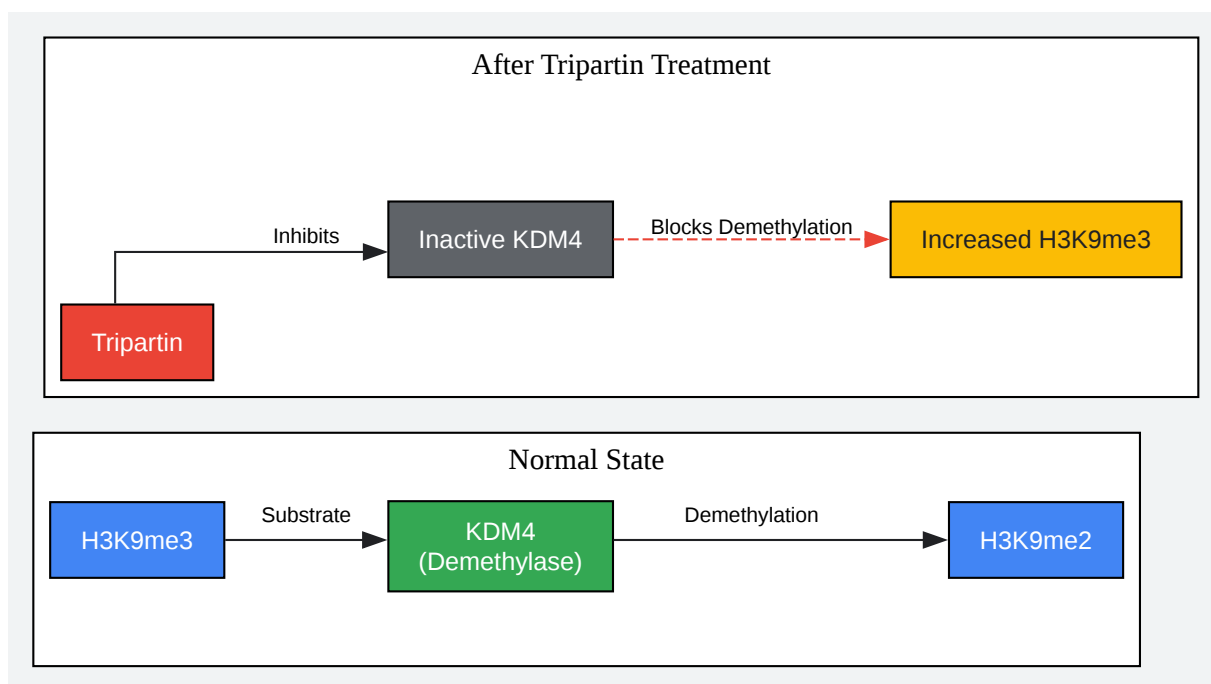 After Tripartin Treatment
Inhibits
Inactive KDM4
Blocks Demethylation
Increased H3K9me3
Tripartin
Normal State
H3K9me3
Substrate
KDM4
(Demethylase)
Demethylation
H3K9me2